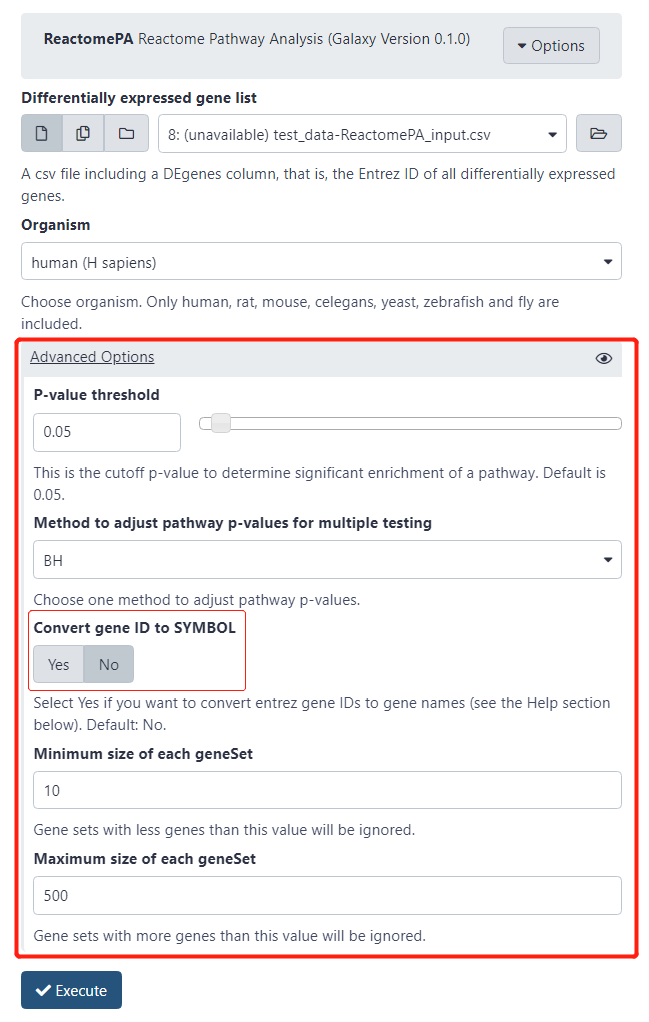 ReactomePA Reactome Pathway Analysis (Galaxy Version 0.1.0)
Options
Differentially expressed gene list
8: (unavailable) test_data-ReactomePA_input.csv
A csv file including a DEgenes column, that is, the Entrez ID of all differentially expressed
genes.
Organism
human (H sapiens)
Choose organism. Only human, rat, mouse, celegans, yeast, zebrafish and fly are
included.
Advanced Options
P-value threshold
0.05
This is the cutoff p-value to determine significant enrichment of a pathway. Default is
0.05.
Method to adjust pathway p-values for multiple testing
BH
Choose one method to adjust pathway p-values.
Convert gene ID to SYMBOL
Yes No
Select Yes if you want to convert entrez gene IDs to gene names (see the Help section
below). Default: No.
Minimum size of each geneSet
10
Gene sets with less genes than this value will be ignored.
Maximum size of each geneSet
500
Gene sets with more genes than this value will be ignored.
Execute